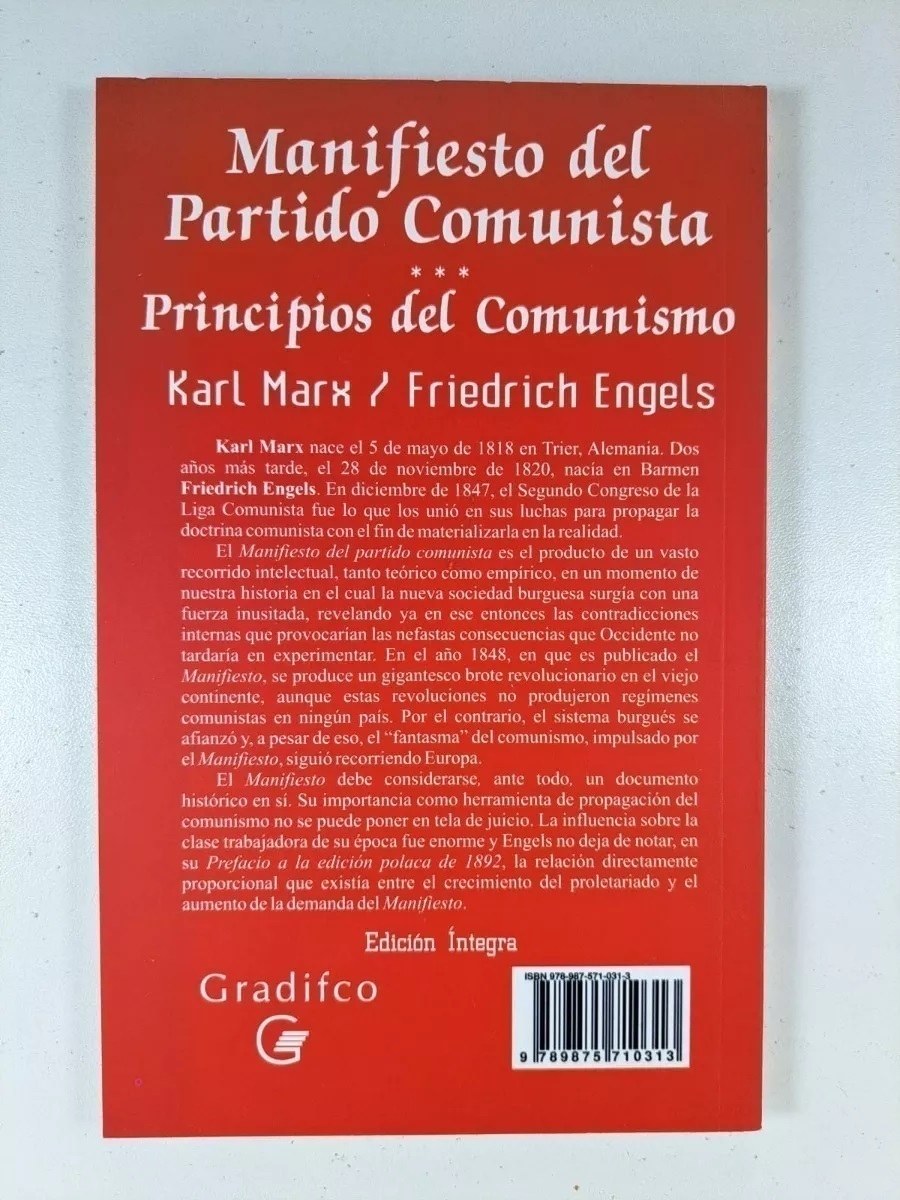 Manifiesto del
Partido Comunista
* * *
Principios del Comunismo
Karl Marx / Friedrich Engels
Karl Marx nace el 5 de mayo de 1818 en Trier, Alemania. Dos
años más tarde, el 28 de noviembre de 1820, nacía en Barmen
Friedrich Engels. En diciembre de 1847, el Segundo Congreso de la
Liga Comunista fue lo que los unió en sus luchas para propagar la
doctrina comunista con el fin de materializarla en la realidad.
El Manifiesto del partido comunista es el producto de un vasto
recorrido intelectual, tanto teórico como empírico, en un momento de
nuestra historia en el cual la nueva sociedad burguesa surgía con una
fuerza inusitada, revelando ya en ese entonces las contradicciones
internas que provocarían las nefastas consecuencias que Occidente no
tardaría en experimentar. En el año 1848, en que es publicado el
Manifiesto, se produce un gigantesco brote revolucionario en el viejo
continente, aunque estas revoluciones no produjeron regímenes
comunistas en ningún país. Por el contrario, el sistema burgués se
afianzó y, a pesar de eso, el “fantasma” del comunismo, impulsado por
el Manifiesto, siguió recorriendo Europa.
El Manifiesto debe considerarse, ante todo, un documento
histórico en sí. Su importancia como herramienta de propagación del
comunismo no se puede poner en tela de juicio. La influencia sobre la
clase trabajadora de su época fue enorme y Engels no deja de notar, en
su Prefacio a la edición polaca de 1892, la relación directamente
proporcional que existía entre el crecimiento del proletariado y el
aumento de la demanda del Manifiesto.
Edición Íntegra
Gradifco
G
ISBN 978-987-571-031-3
9 789875 710313